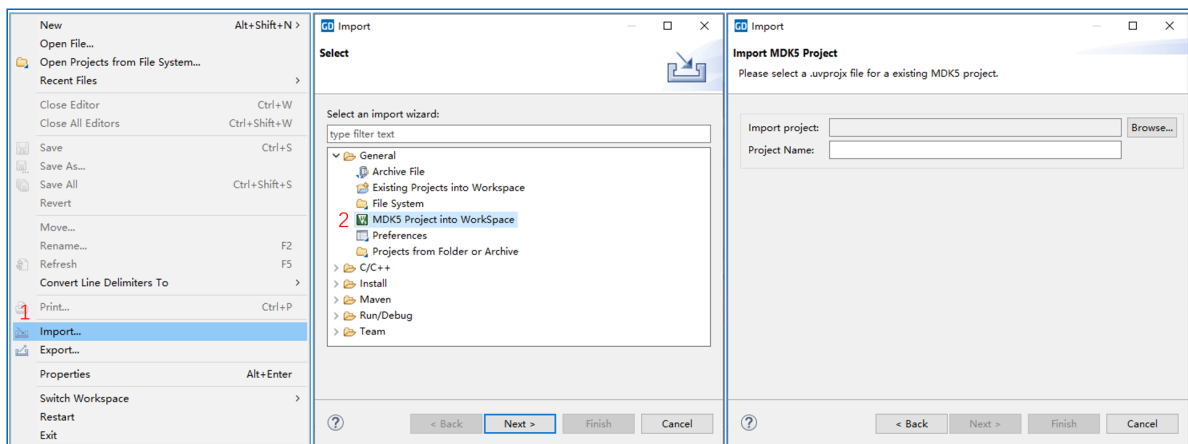 New Alt+Shift+N >
Open File...
Open Projects from File System...
Recent Files >
Close Editor Ctrl+W
Close All Editors Ctrl+Shift+W
Save Ctrl+S
Save As...
Save All Ctrl+Shift+S
Revert
Move...
Rename... F2
Refresh F5
Convert Line Delimiters To >
Print... Ctrl+P
1
Import...
Export...
Properties Alt+Enter
Switch Workspace >
Restart
Exit
GD Import
Select
Select an import wizard:
type filter text
General
Archive File
Existing Projects into Workspace
File System
2 MDK5 Project into WorkSpace
Preferences
Projects from Folder or Archive
> C/C++
> Install
> Maven
> Run/Debug
> Team
? < Back Next > Finish Cancel
GD Import
Import MDK5 Project
Please select a .uvprojx file for a existing MDK5 project.
Import project: Browse...
Project Name:
? < Back Next > Finish Cancel